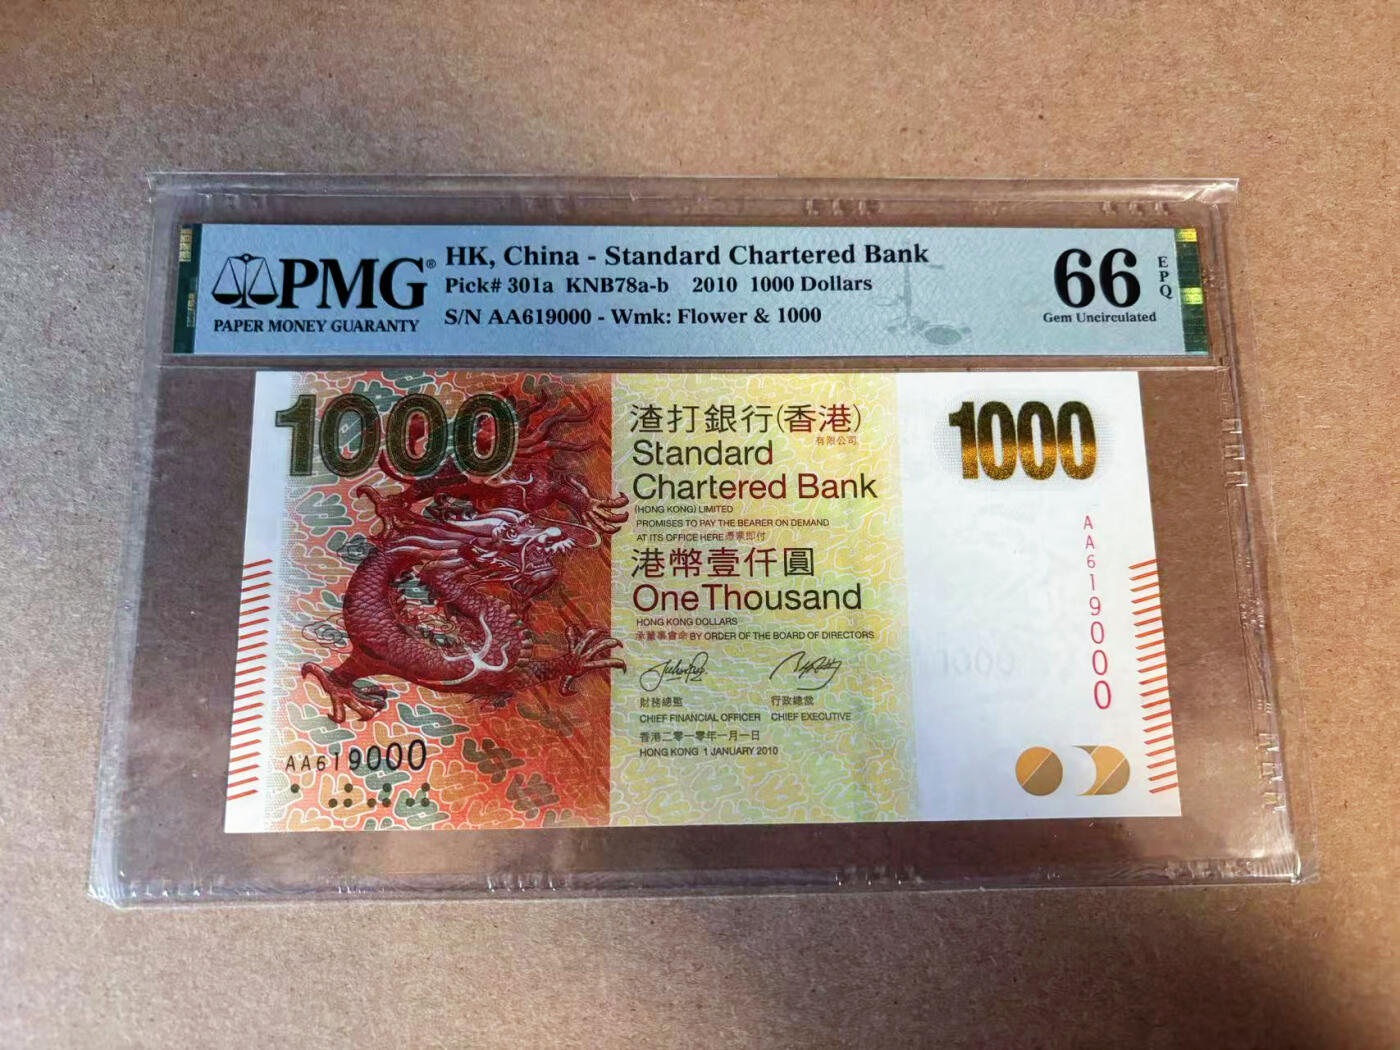 PMG®
PAPER MONEY GUARANTY
HK, China - Standard Chartered Bank
Pick# 301a KNB78a-b 2010 1000 Dollars
S/N AA619000 - Wmk: Flower & 1000
66
EPQ
Gem Uncirculated
1000
渣打銀行(香港)
有限公司
Standard
Chartered Bank
(HONG KONG) LIMITED
PROMISES TO PAY THE BEARER ON DEMAND
AT ITS OFFICE HERE 憑票即付
港幣壹仟圓
One Thousand
HONG KONG DOLLARS
承董事會命 BY ORDER OF THE BOARD OF DIRECTORS
財務總監
CHIEF FINANCIAL OFFICER
行政總裁
CHIEF EXECUTIVE
香港二零一零年一月一日
HONG KONG 1 JANUARY 2010
AA619000
1000
AA619000